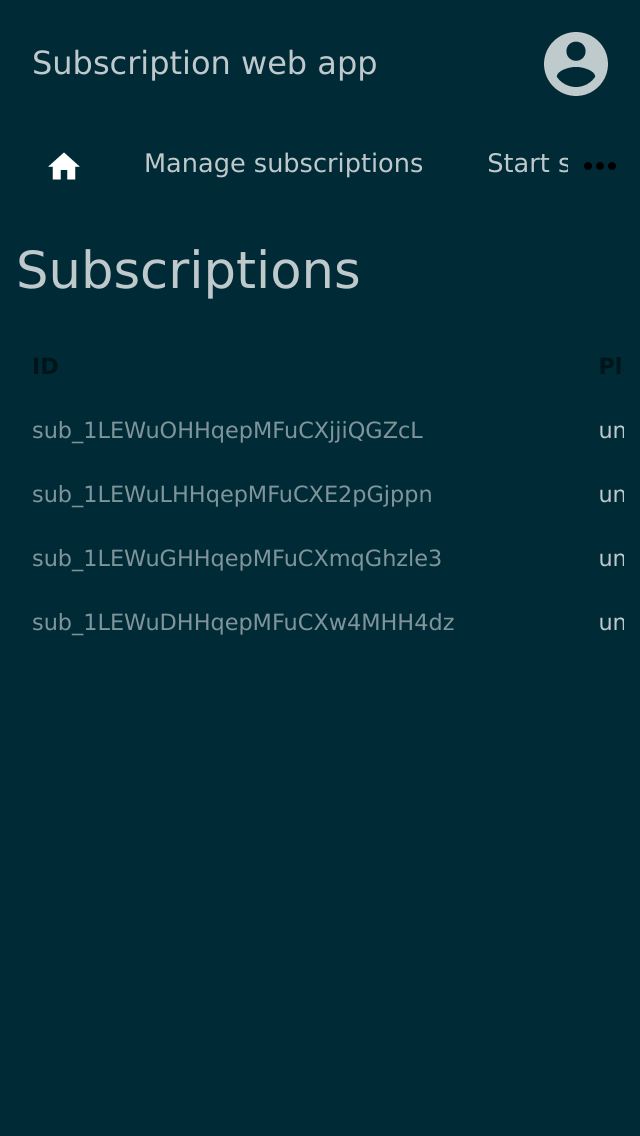 Subscription web app
Manage subscriptions Start s
Subscriptions
ID Pl
sub_1LEWuOHHqepMFuCXjjiQGZcL un
sub_1LEWuLHHqepMFuCXE2pGjppn un
sub_1LEWuGHHqepMFuCXmqGhzle3 un
sub_1LEWuDHHqepMFuCXw4MHH4dz un